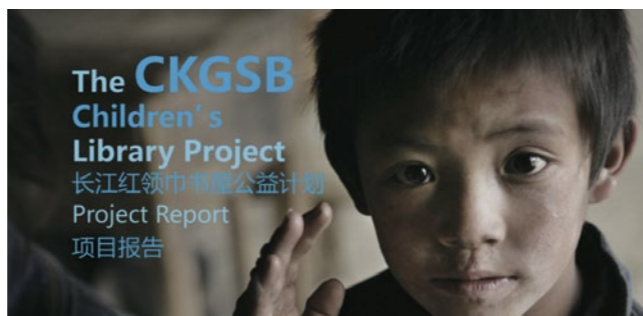 The CKGSB
Children's
Library Project
长江红领巾书屋公益计划
Project Report
项目报告